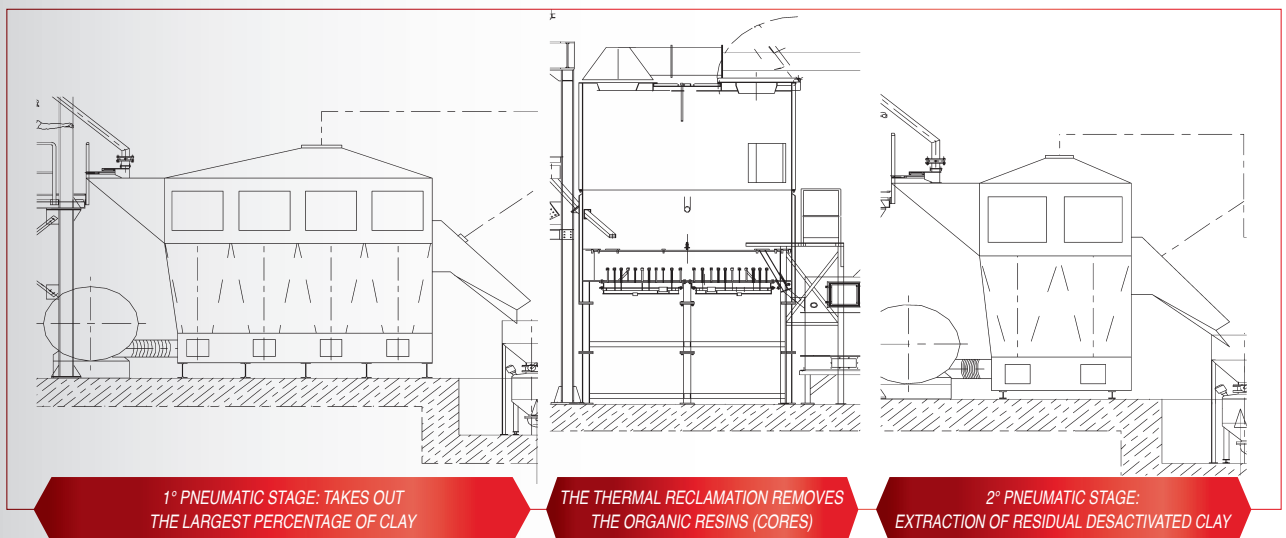 1° PNEUMATIC STAGE: TAKES OUT
THE LARGEST PERCENTAGE OF CLAY
THE THERMAL RECLAMATION REMOVES
THE ORGANIC RESINS (CORES)
2° PNEUMATIC STAGE:
EXTRACTION OF RESIDUAL DESACTIVATED CLAY